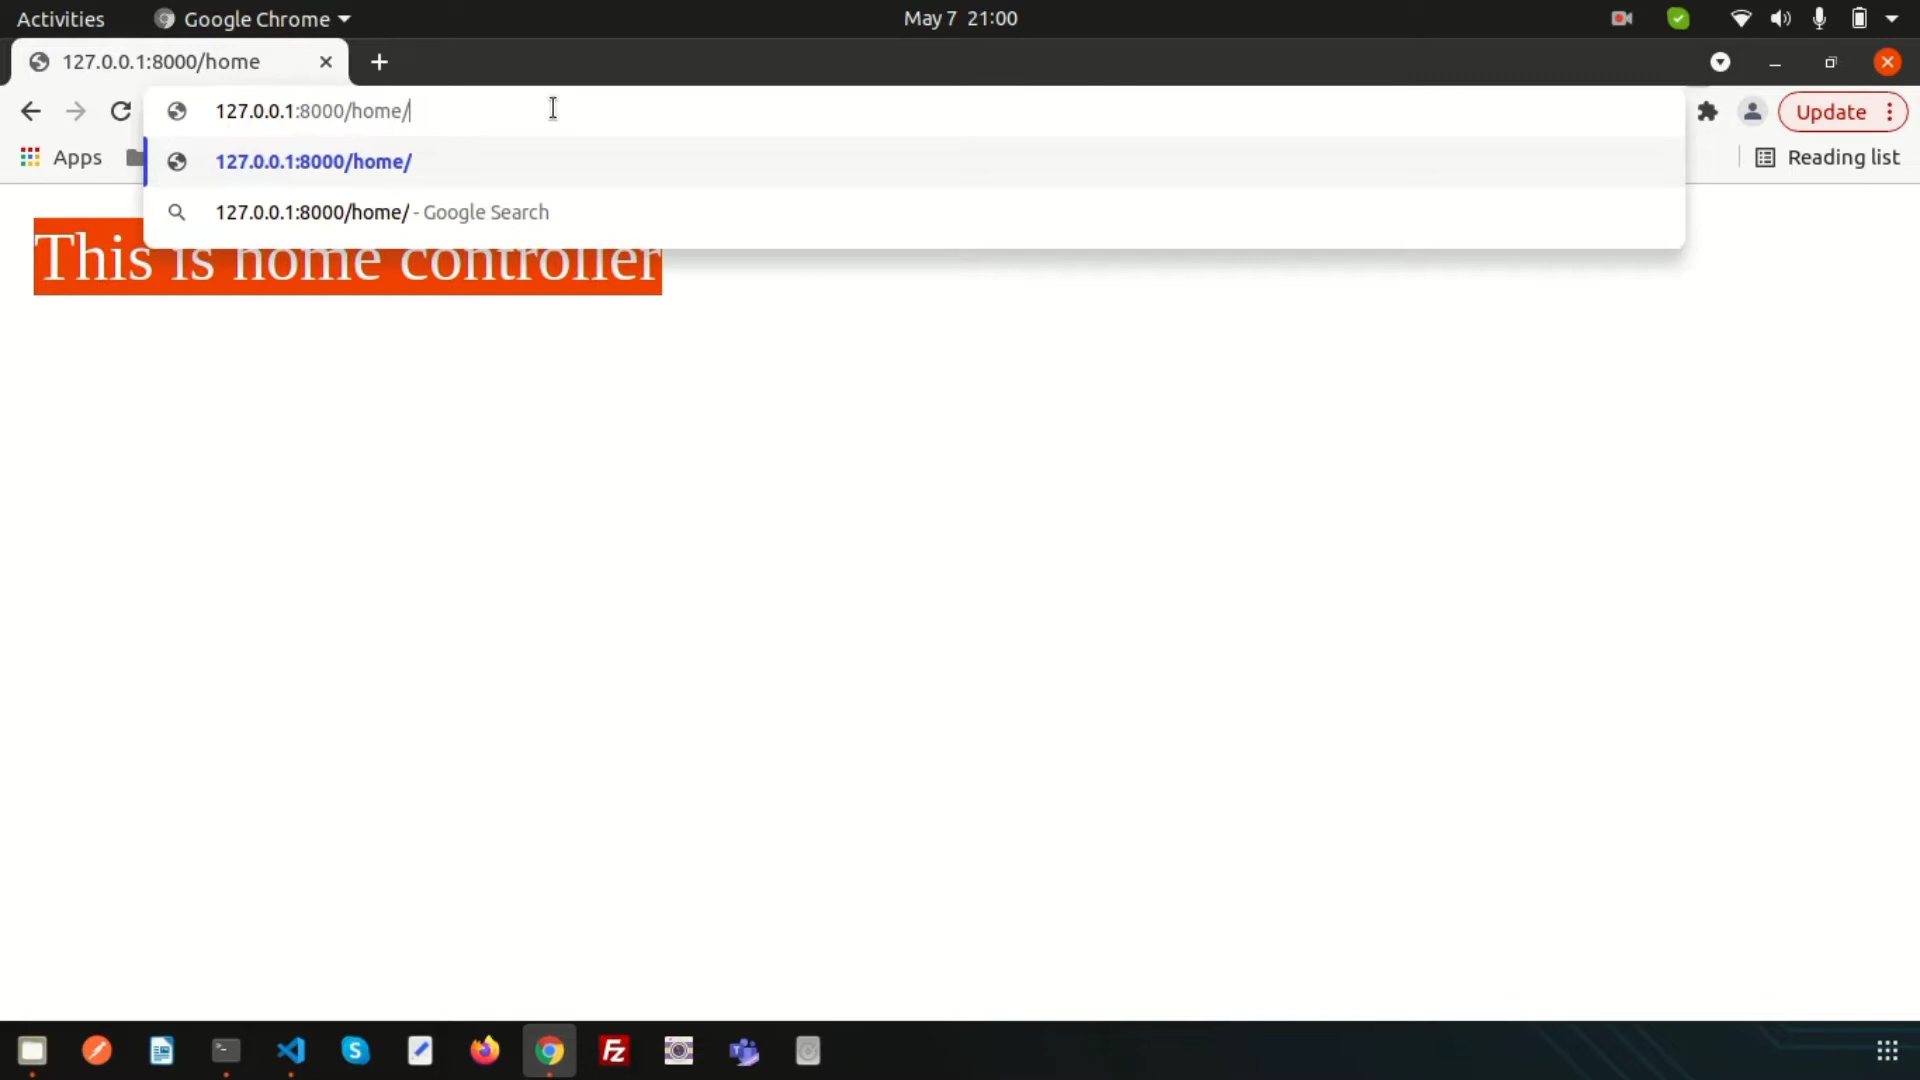 Activities Google Chrome May 7 21:00
127.0.0.1:8000/home
127.0.0.1:8000/home/ Update
Apps 127.0.0.1:8000/home/ Reading list
127.0.0.1:8000/home/ - Google Search
This is home controller